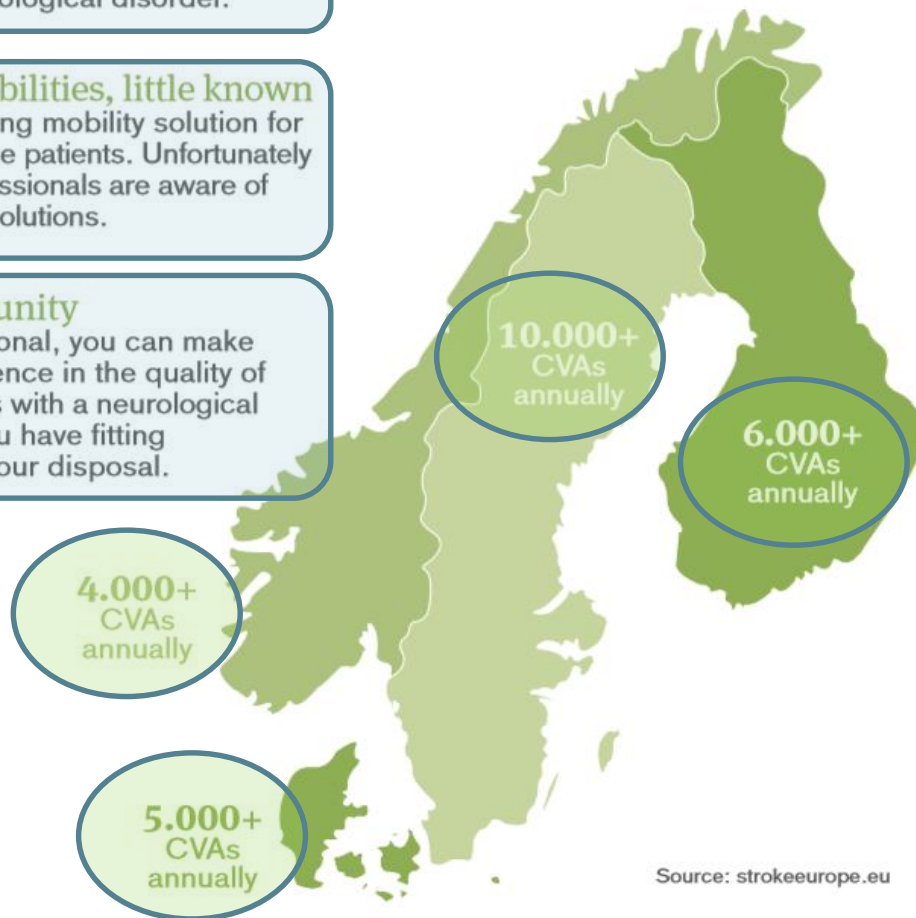 ological disorder.
bilities, little known
ng mobility solution for
e patients. Unfortunately
ssionals are aware of
olutions.
unity
onal, you can make
ence in the quality of
s with a neurological
u have fitting
our disposal.
10.000+
CVAs
annually
6.000+
CVAs
annually
4.000+
CVAs
annually
5.000+
CVAs
annually
Source: strokeeurope.eu